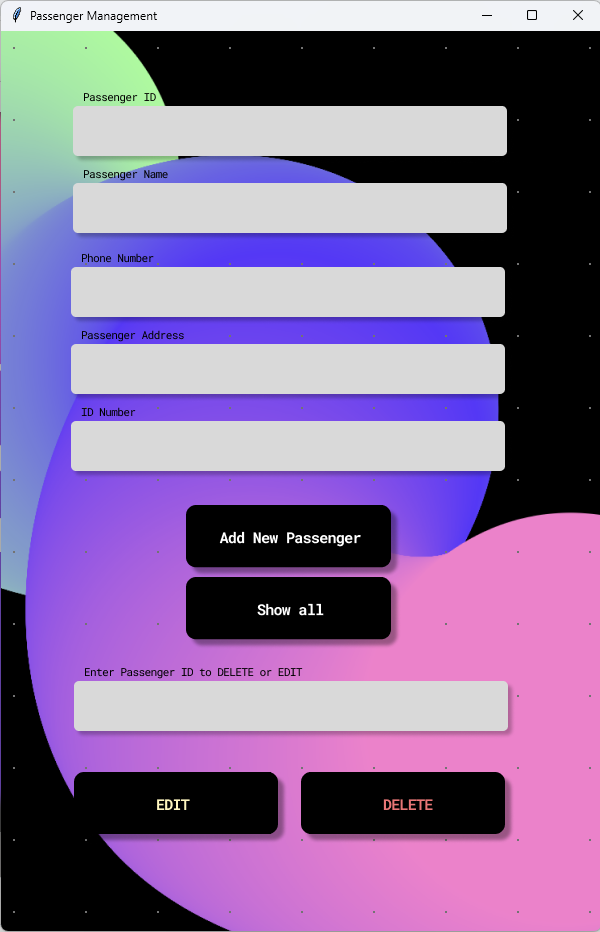 Passenger Management
Passenger ID
Passenger Name
Phone Number
Passenger Address
ID Number
Add New Passenger
Show all
Enter Passenger ID to DELETE or EDIT
EDIT
DELETE